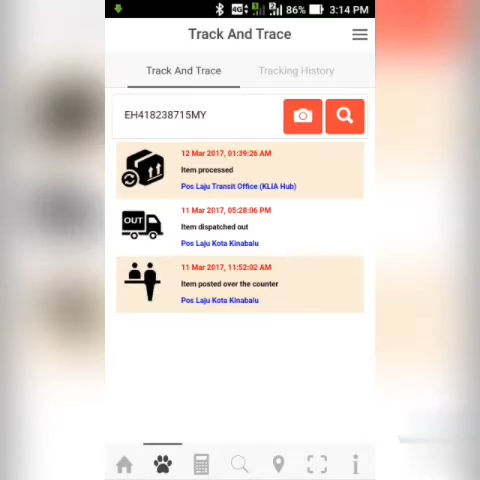 4G 1 2 86% 3:14 PM
Track And Trace
Track And Trace Tracking History
EH418238715MY
12 Mar 2017, 01:39:26 AM
Item processed
Pos Laju Transit Office (KLIA Hub)
OUT
11 Mar 2017, 05:28:06 PM
Item dispatched out
Pos Laju Kota Kinabalu
11 Mar 2017, 11:52:02 AM
Item posted over the counter
Pos Laju Kota Kinabalu